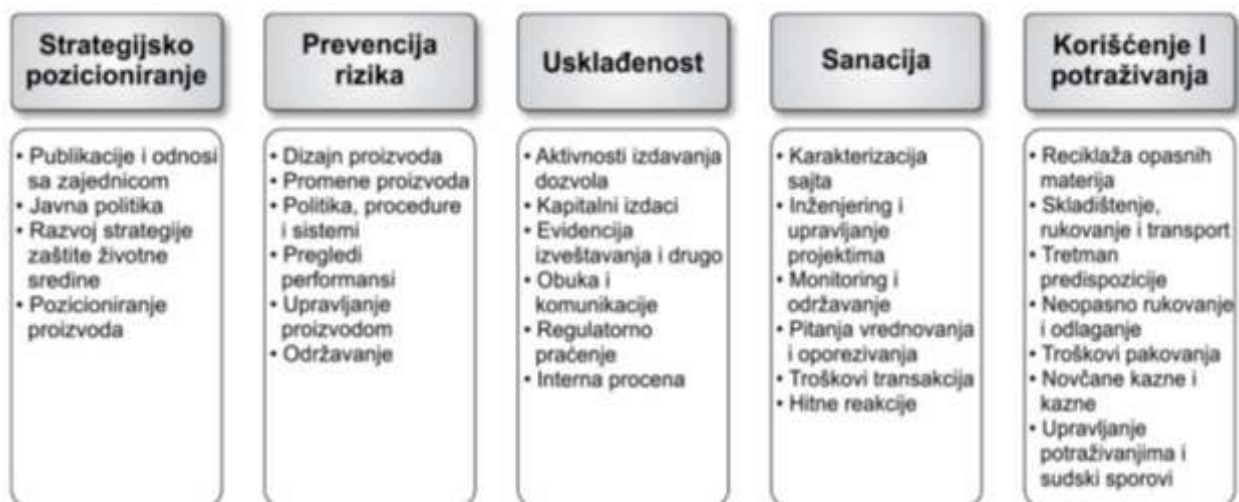 Strategijsko
pozicioniranje
• Publikacije i odnosi
sa zajednicom
• Javna politika
• Razvoj strategije
zaštite životne
sredine
• Pozicioniranje
proizvoda
Prevencija
rizika
• Dizajn proizvoda
• Promene proizvoda
• Politika, procedure
i sistemi
• Pregledi
performansi
• Upravljanje
proizvodom
• Održavanje
Usklađenost
• Aktivnosti izdavanja
dozvola
• Kapitalni izdaci
• Evidencija
izveštavanja i drugo
• Obuka i
komunikacije
• Regulatorno
praćenje
• Interna procena
Sanacija
• Karakterizacija
sajta
• Inženjering i
upravljanje
projektima
• Monitoring i
održavanje
• Pitanja vrednovanja
i oporezivanja
• Troškovi transakcija
• Hitne reakcije
Korišćenje I
potraživanja
• Reciklaža opasnih
materija
• Skladištenje,
rukovanje i transport
• Tretman
predispozicije
• Neopasno rukovanje
i odlaganje
• Troškovi pakovanja
• Novčane kazne i
kazne
• Upravljanje
potraživanjima i
sudski sporovi